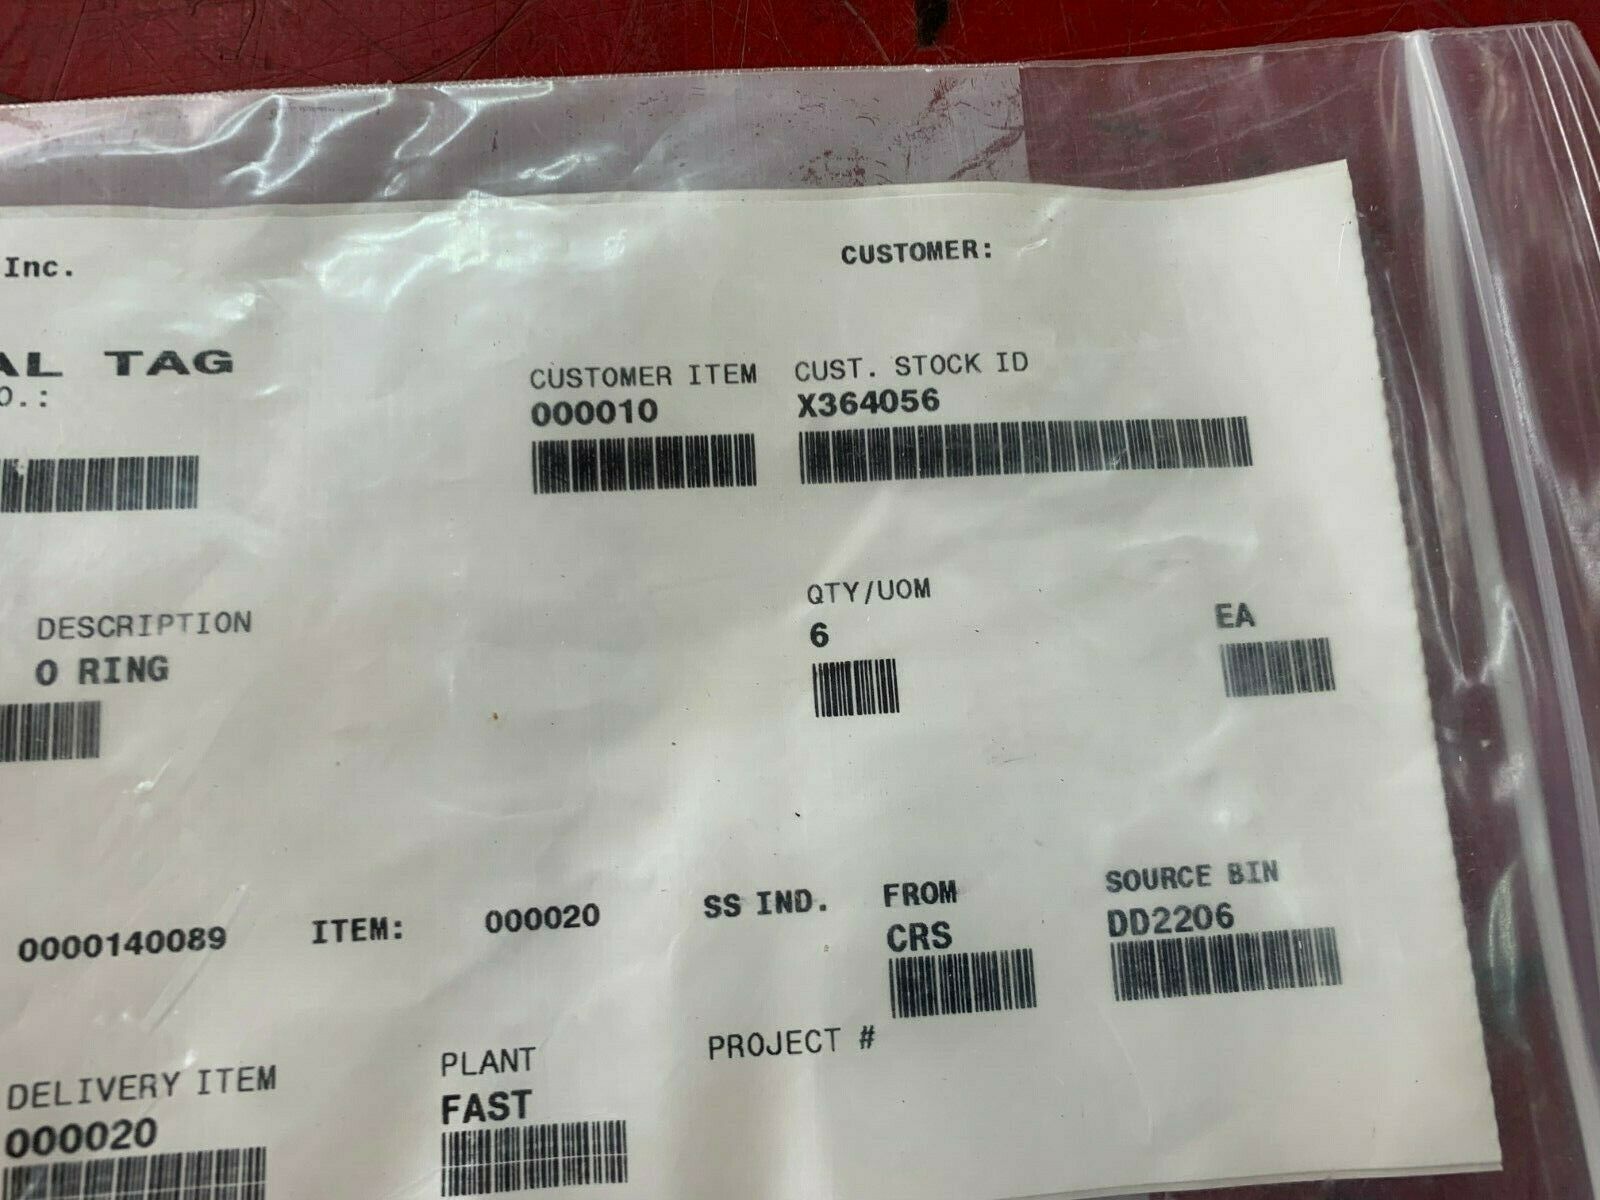 Inc.
CUSTOMER:
AL TAG
O.:
CUSTOMER ITEM
CUST. STOCK ID
000010
X364056
DESCRIPTION
O RING
QTY/UOM
6
EA
0000140089
ITEM:
000020
SS IND.
FROM
CRS
SOURCE BIN
DD2206
DELIVERY ITEM
000020
PLANT
FAST
PROJECT #